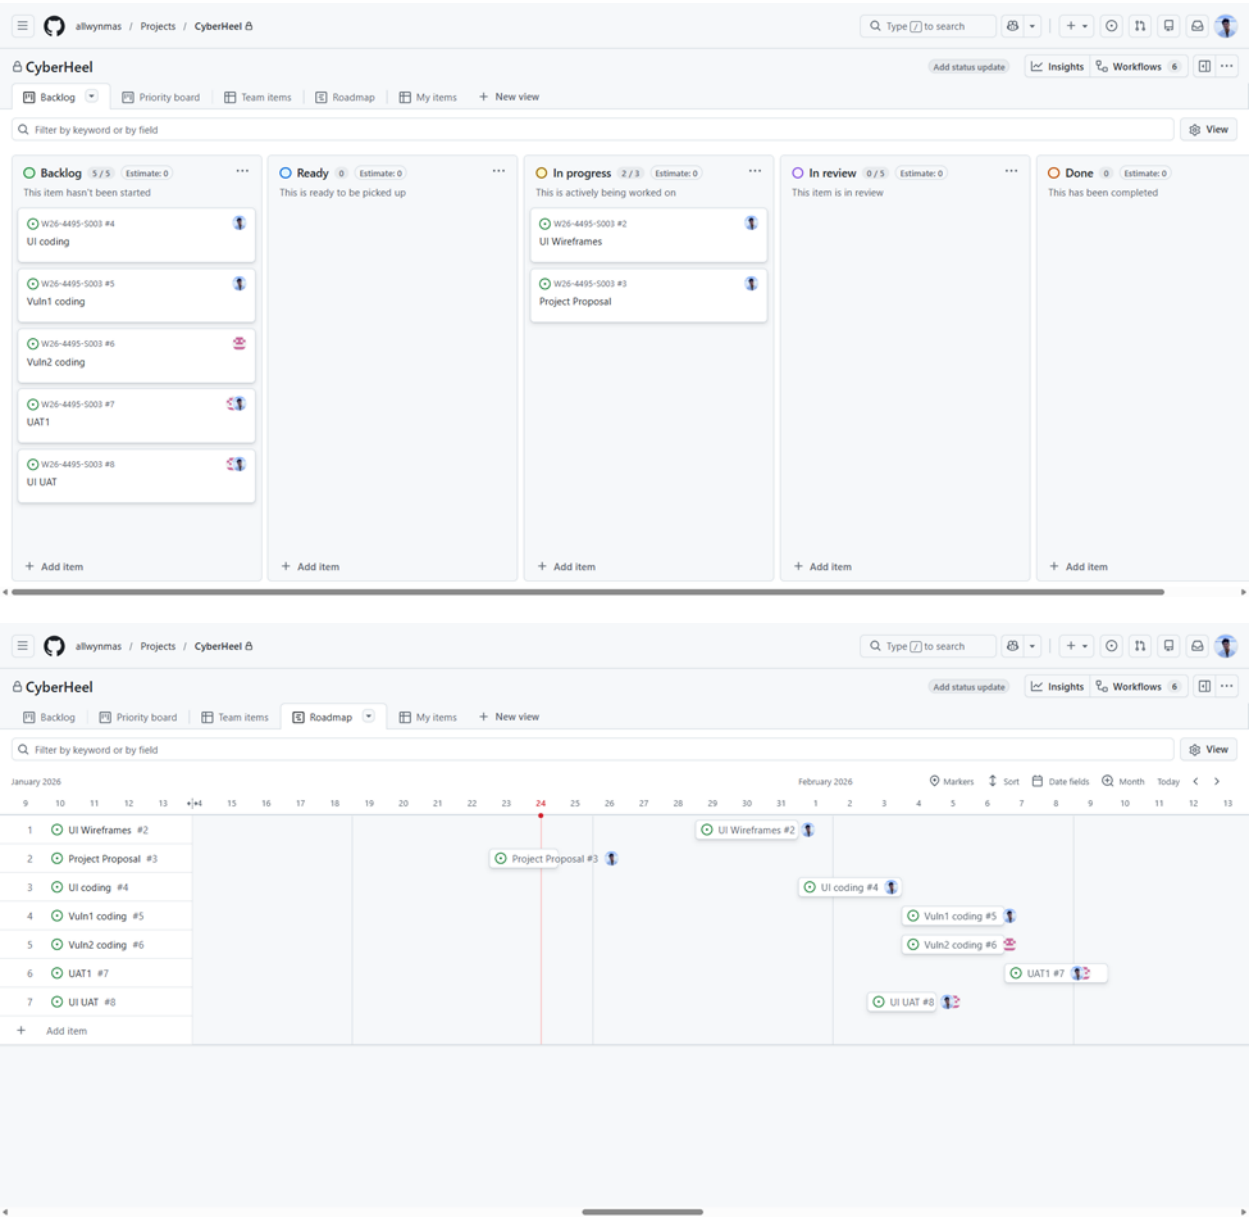 allwynmas / Projects / CyberHeel
Type / to search
CyberHeel
Add status update
Insights
Workflows 6
Backlog
Priority board
Team items
Roadmap
My items
+ New view
Filter by keyword or by field
View
Backlog 5 / 5 Estimate: 0
This item hasn't been started
W26-4495-S003 #4
UI coding
W26-4495-S003 #5
Vuln1 coding
W26-4495-S003 #6
Vuln2 coding
W26-4495-S003 #7
UAT1
W26-4495-S003 #8
UI UAT
+ Add item
Ready 0 Estimate: 0
This is ready to be picked up
+ Add item
In progress 2 / 3 Estimate: 0
This is actively being worked on
W26-4495-S003 #2
UI Wireframes
W26-4495-S003 #3
Project Proposal
+ Add item
In review 0 / 5 Estimate: 0
This item is in review
+ Add item
Done 0 Estimate: 0
This has been completed
+ Add item
allwynmas / Projects / CyberHeel
Type / to search
CyberHeel
Add status update
Insights
Workflows 6
Backlog
Priority board
Team items
Roadmap
My items
+ New view
Filter by keyword or by field
View
January 2026
February 2026
Markers
Sort
Date fields
Month
Today
9 10 11 12 13 14 15 16 17 18 19 20 21 22 23 24 25 26 27 28 29 30 31 1 2 3 4 5 6 7 8 9 10 11 12 13
1 UI Wireframes #2
UI Wireframes #2
2 Project Proposal #3
Project Proposal #3
3 UI coding #4
UI coding #4
4 Vuln1 coding #5
Vuln1 coding #5
5 Vuln2 coding #6
Vuln2 coding #6
6 UAT1 #7
UAT1 #7
7 UI UAT #8
UI UAT #8
+ Add item